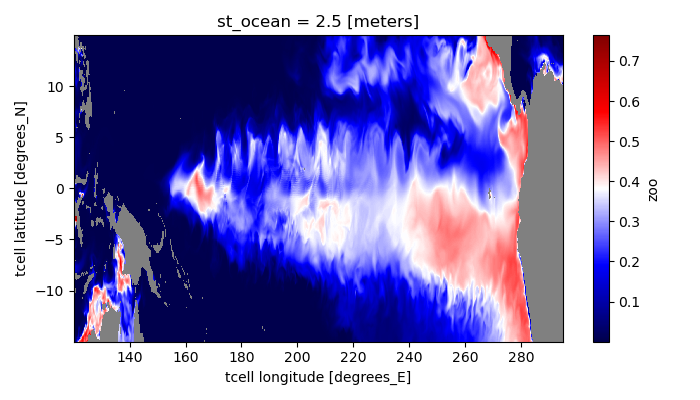 st_ocean = 2.5 [meters]
10
5
0
−5
−10
tcell latitude [degrees_N]
140 160 180 200 220 240 260 280
tcell longitude [degrees_E]
0.7
0.6
0.5
0.4
0.3
0.2
0.1
zoo